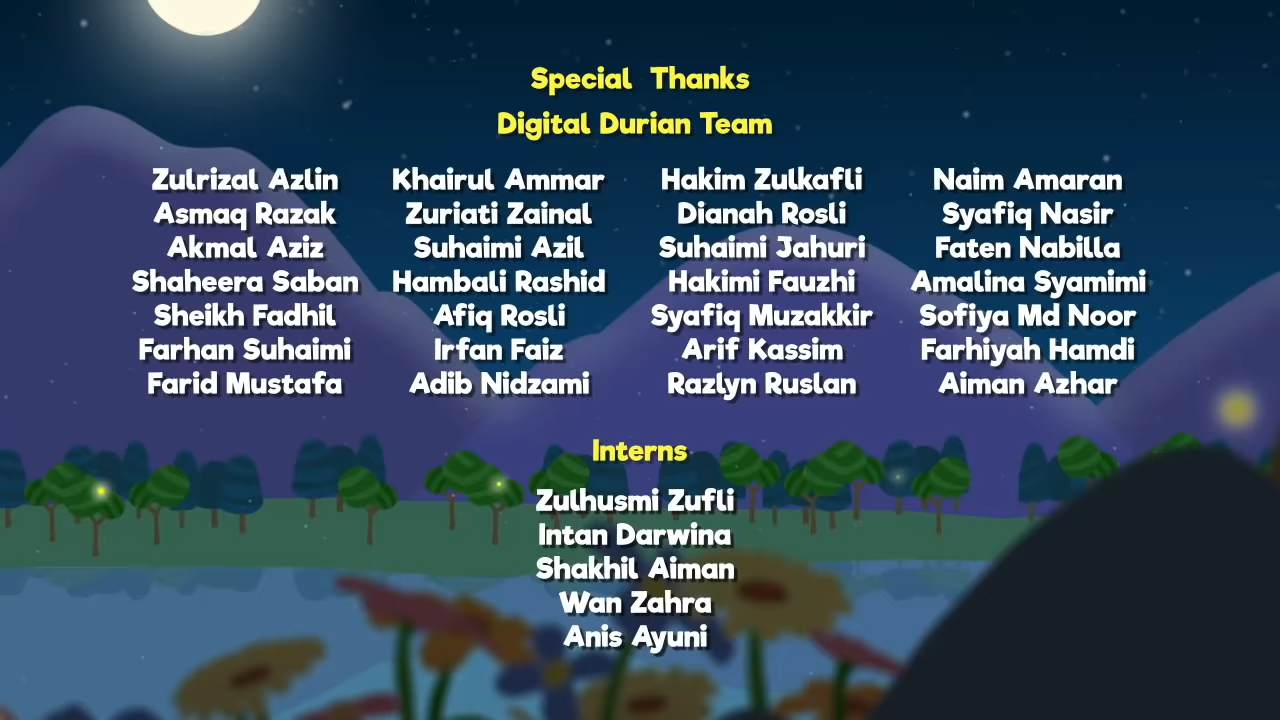 Special Thanks
Digital Durian Team
Zulrizal Azlin Khairul Ammar Hakim Zulkafli Naim Amaran
Asmaq Razak Zuriati Zainal Dianah Rosli Syafiq Nasir
Akmal Aziz Suhaimi Azil Suhaimi Jahuri Faten Nabilla
Shaheera Saban Hambali Rashid Hakimi Fauzhi Amalina Syamimi
Sheikh Fadhil Afiq Rosli Syafiq Muzakkir Sofiya Md Noor
Farhan Suhaimi Irfan Faiz Arif Kassim Farhiyah Hamdi
Farid Mustafa Adib Nidzami Razlyn Ruslan Aiman Azhar
Interns
Zulhusmi Zufli
Intan Darwina
Shakhil Aiman
Wan Zahra
Anis Ayuni